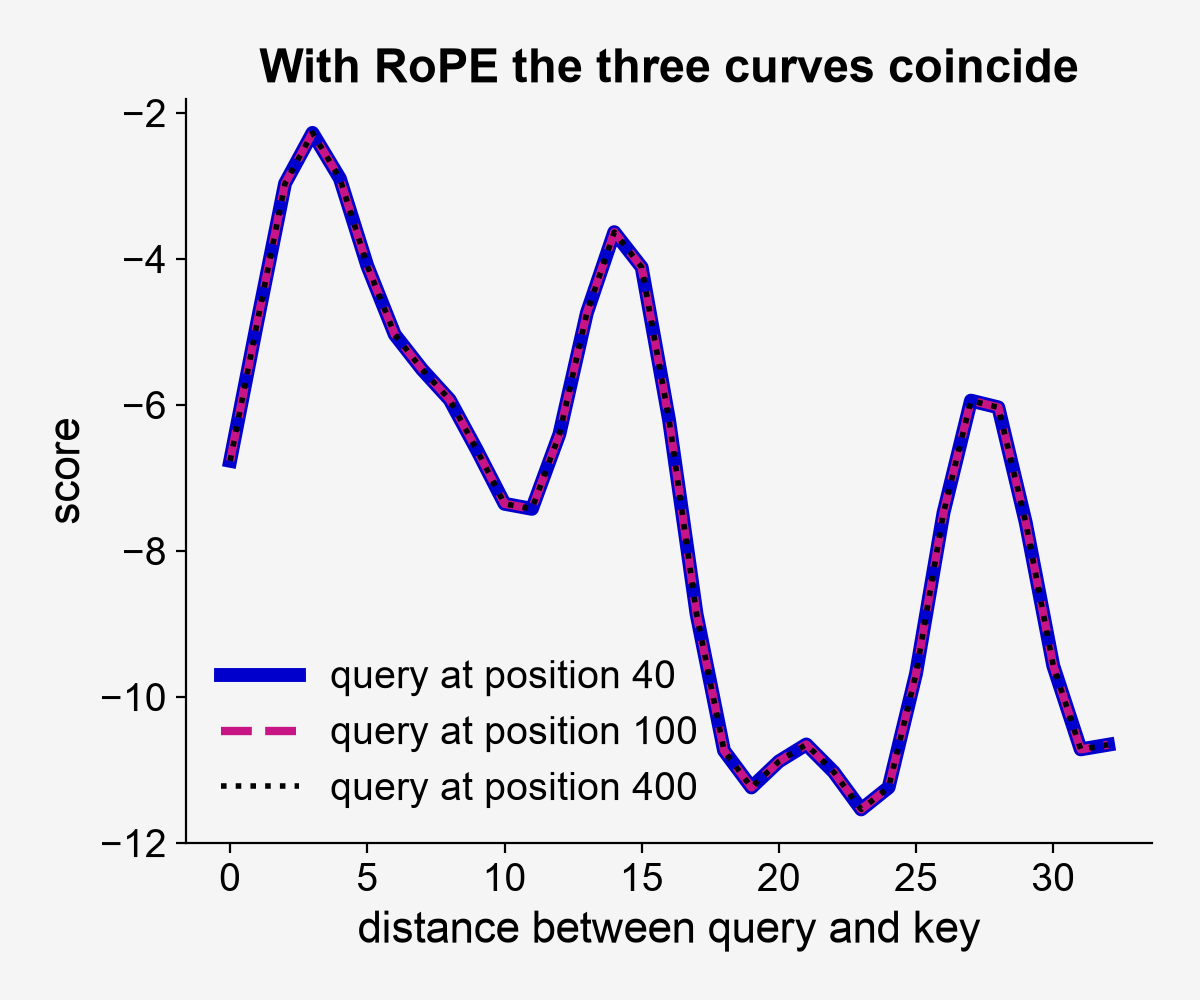 With RoPE the three curves coincide
−2
−4
−6
−8
−10
−12
score
query at position 40
query at position 100
query at position 400
0 5 10 15 20 25 30
distance between query and key